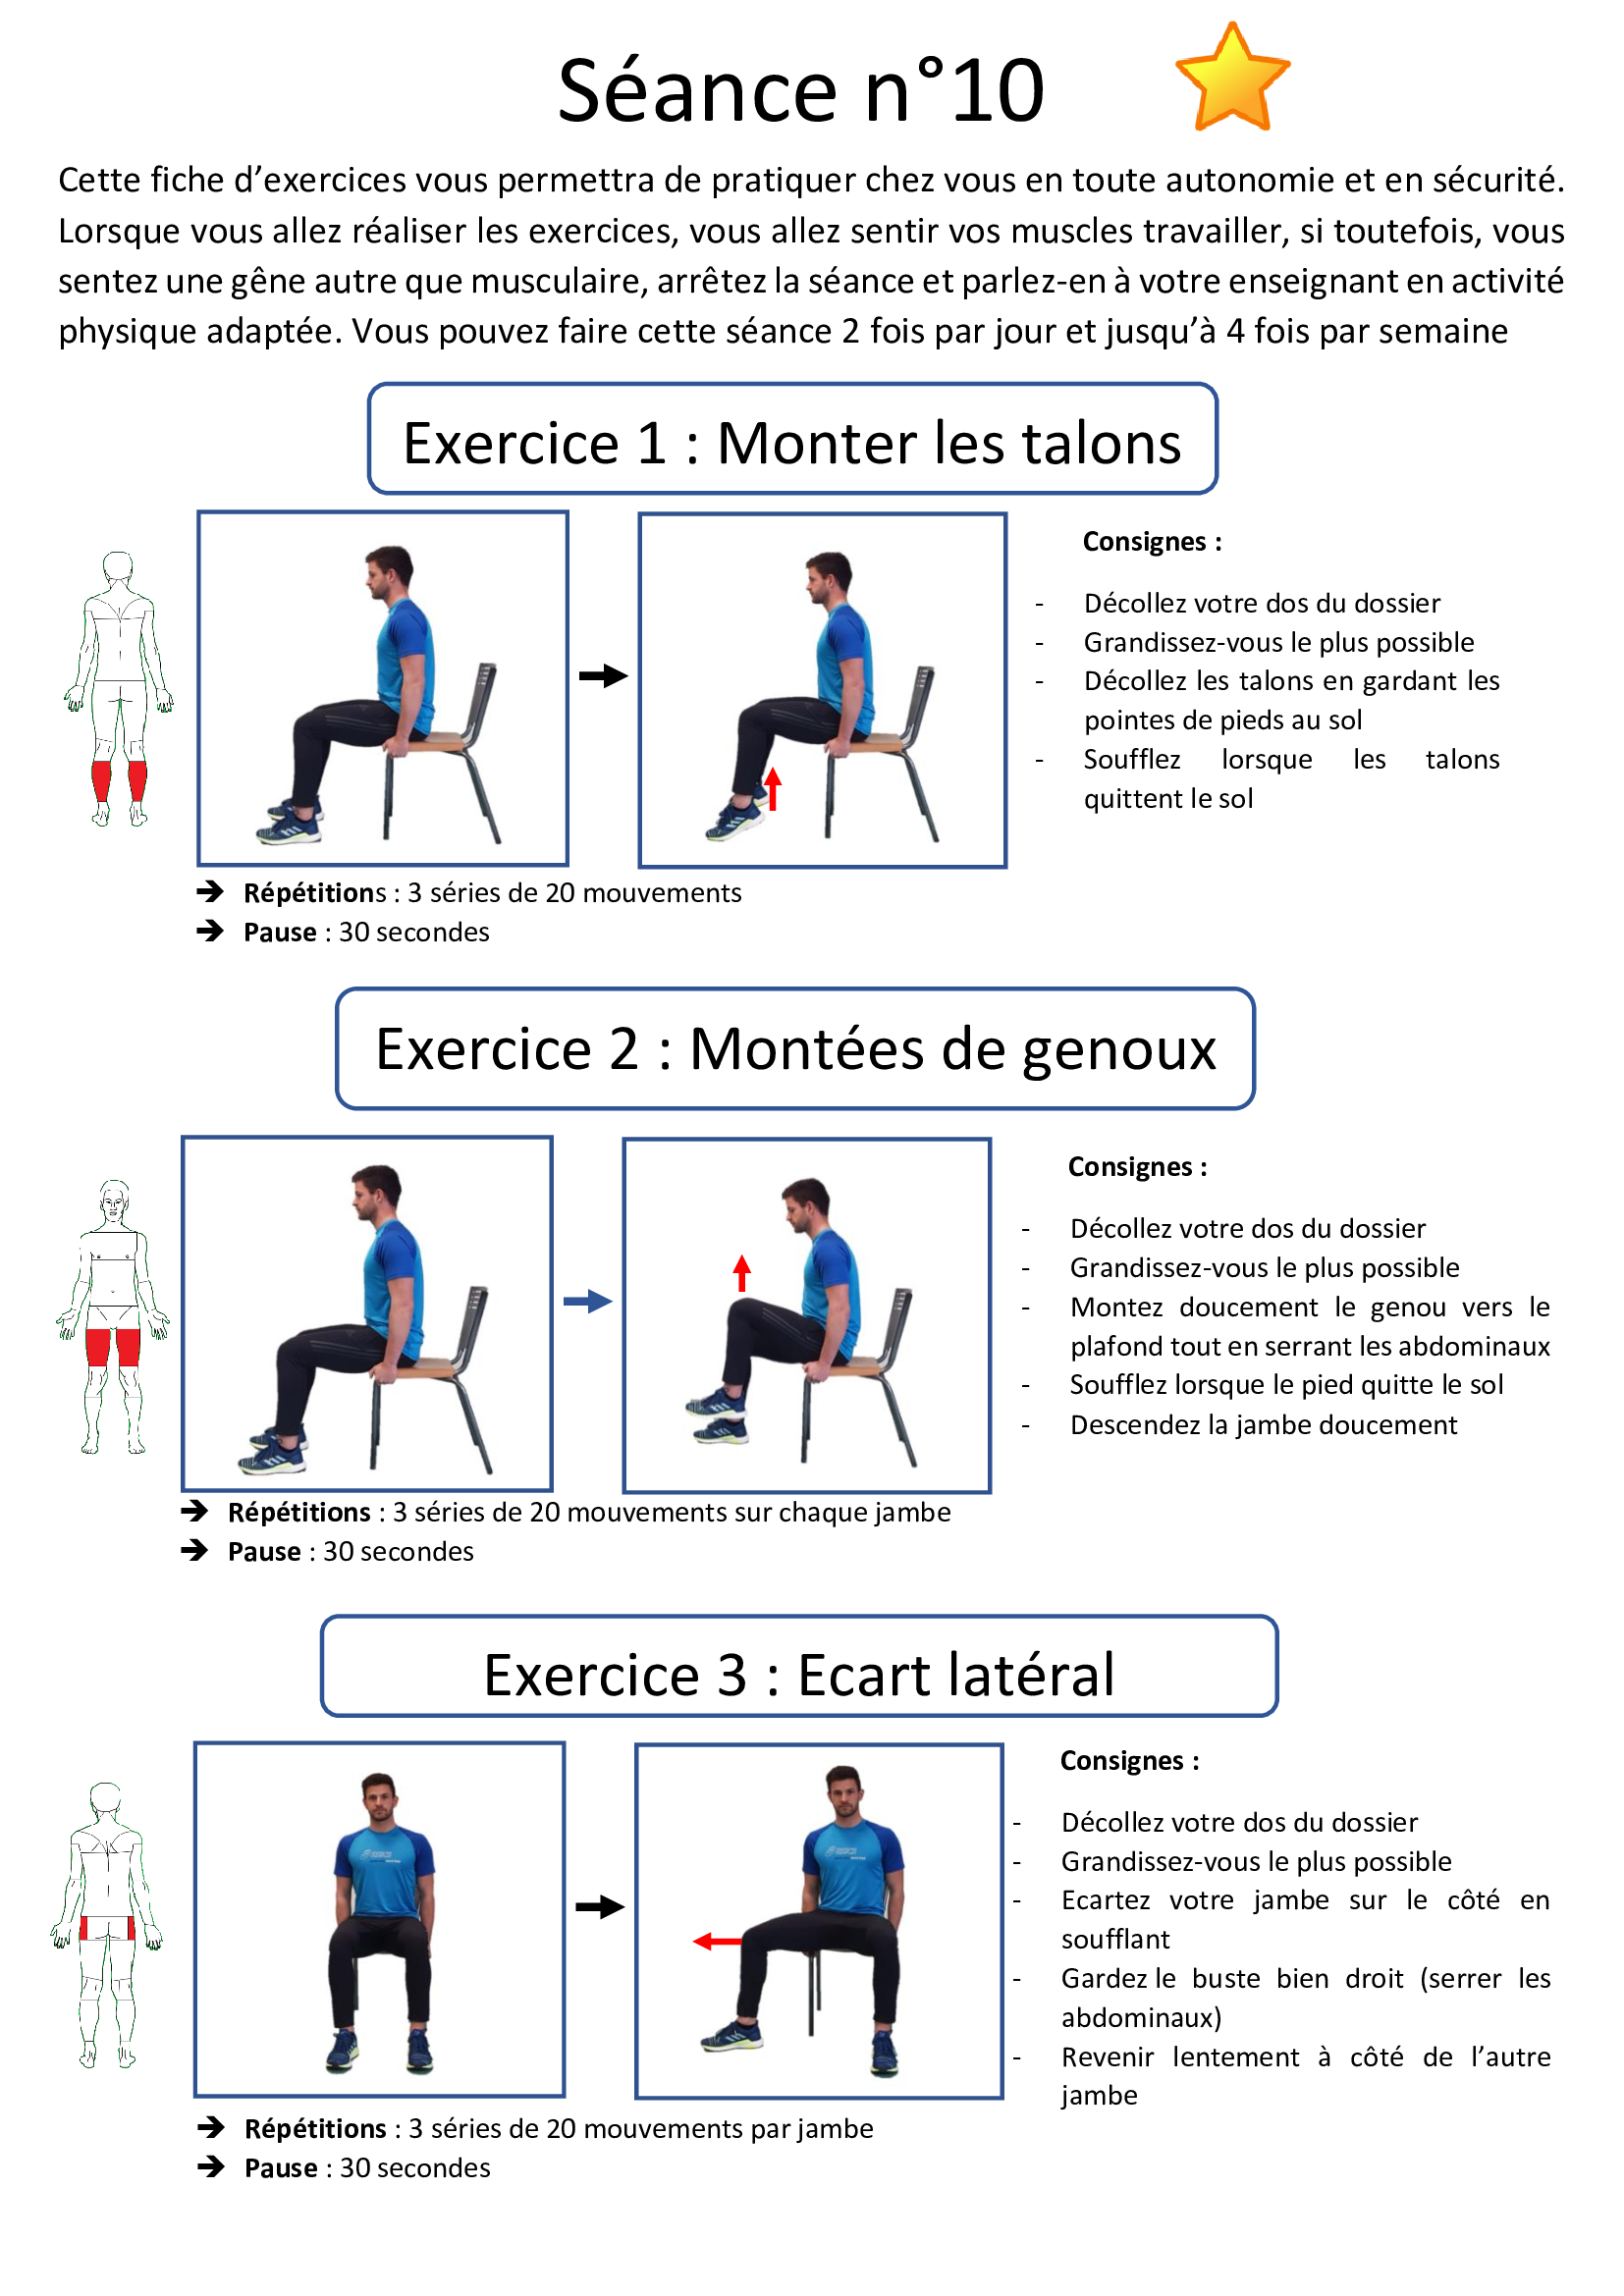 Séance n°10
Cette fiche d'exercices vous permettra de pratiquer chez vous en toute autonomie et en sécurité.
Lorsque vous allez réaliser les exercices, vous allez sentir vos muscles travailler, si toutefois, vous
sentez une gêne autre que musculaire, arrêtez la séance et parlez-en à votre enseignant en activité
physique adaptée. Vous pouvez faire cette séance 2 fois par jour et jusqu'à 4 fois par semaine
Exercice 1 : Monter les talons
Consignes :
- Décollez votre dos du dossier
- Grandissez-vous le plus possible
- Décollez les talons en gardant les
pointes de pieds au sol
- Soufflez lorsque les talons
quittent le sol
➔ Répétitions : 3 séries de 20 mouvements
➔ Pause : 30 secondes
Exercice 2 : Montées de genoux
Consignes :
- Décollez votre dos du dossier
- Grandissez-vous le plus possible
- Montez doucement le genou vers le
plafond tout en serrant les abdominaux
- Soufflez lorsque le pied quitte le sol
- Descendez la jambe doucement
➔ Répétitions : 3 séries de 20 mouvements sur chaque jambe
➔ Pause : 30 secondes
Exercice 3 : Ecart latéral
Consignes :
- Décollez votre dos du dossier
- Grandissez-vous le plus possible
- Ecartez votre jambe sur le côté en
soufflant
- Gardez le buste bien droit (serrer les
abdominaux)
- Revenir lentement à côté de l'autre
jambe
➔ Répétitions : 3 séries de 20 mouvements par jambe
➔ Pause : 30 secondes